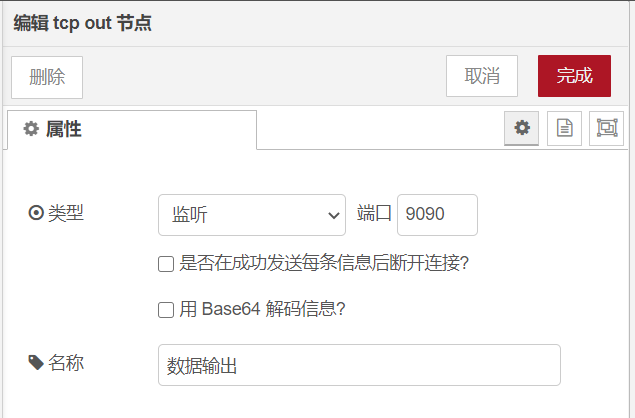 编辑 tcp out 节点
删除 取消 完成
属性
类型 监听 端口 9090
是否在成功发送每条信息后断开连接?
用 Base64 解码信息?
名称 数据输出